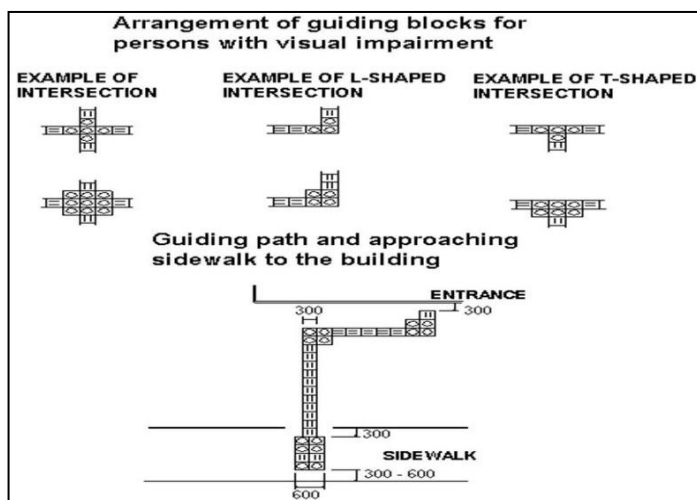 Arrangement of guiding blocks for
persons with visual impairment
EXAMPLE OF
INTERSECTION
EXAMPLE OF L-SHAPED
INTERSECTION
EXAMPLE OF T-SHAPED
INTERSECTION
Guiding path and approaching
sidewalk to the building
ENTRANCE
300
300
300
SIDEWALK
300 - 600
600